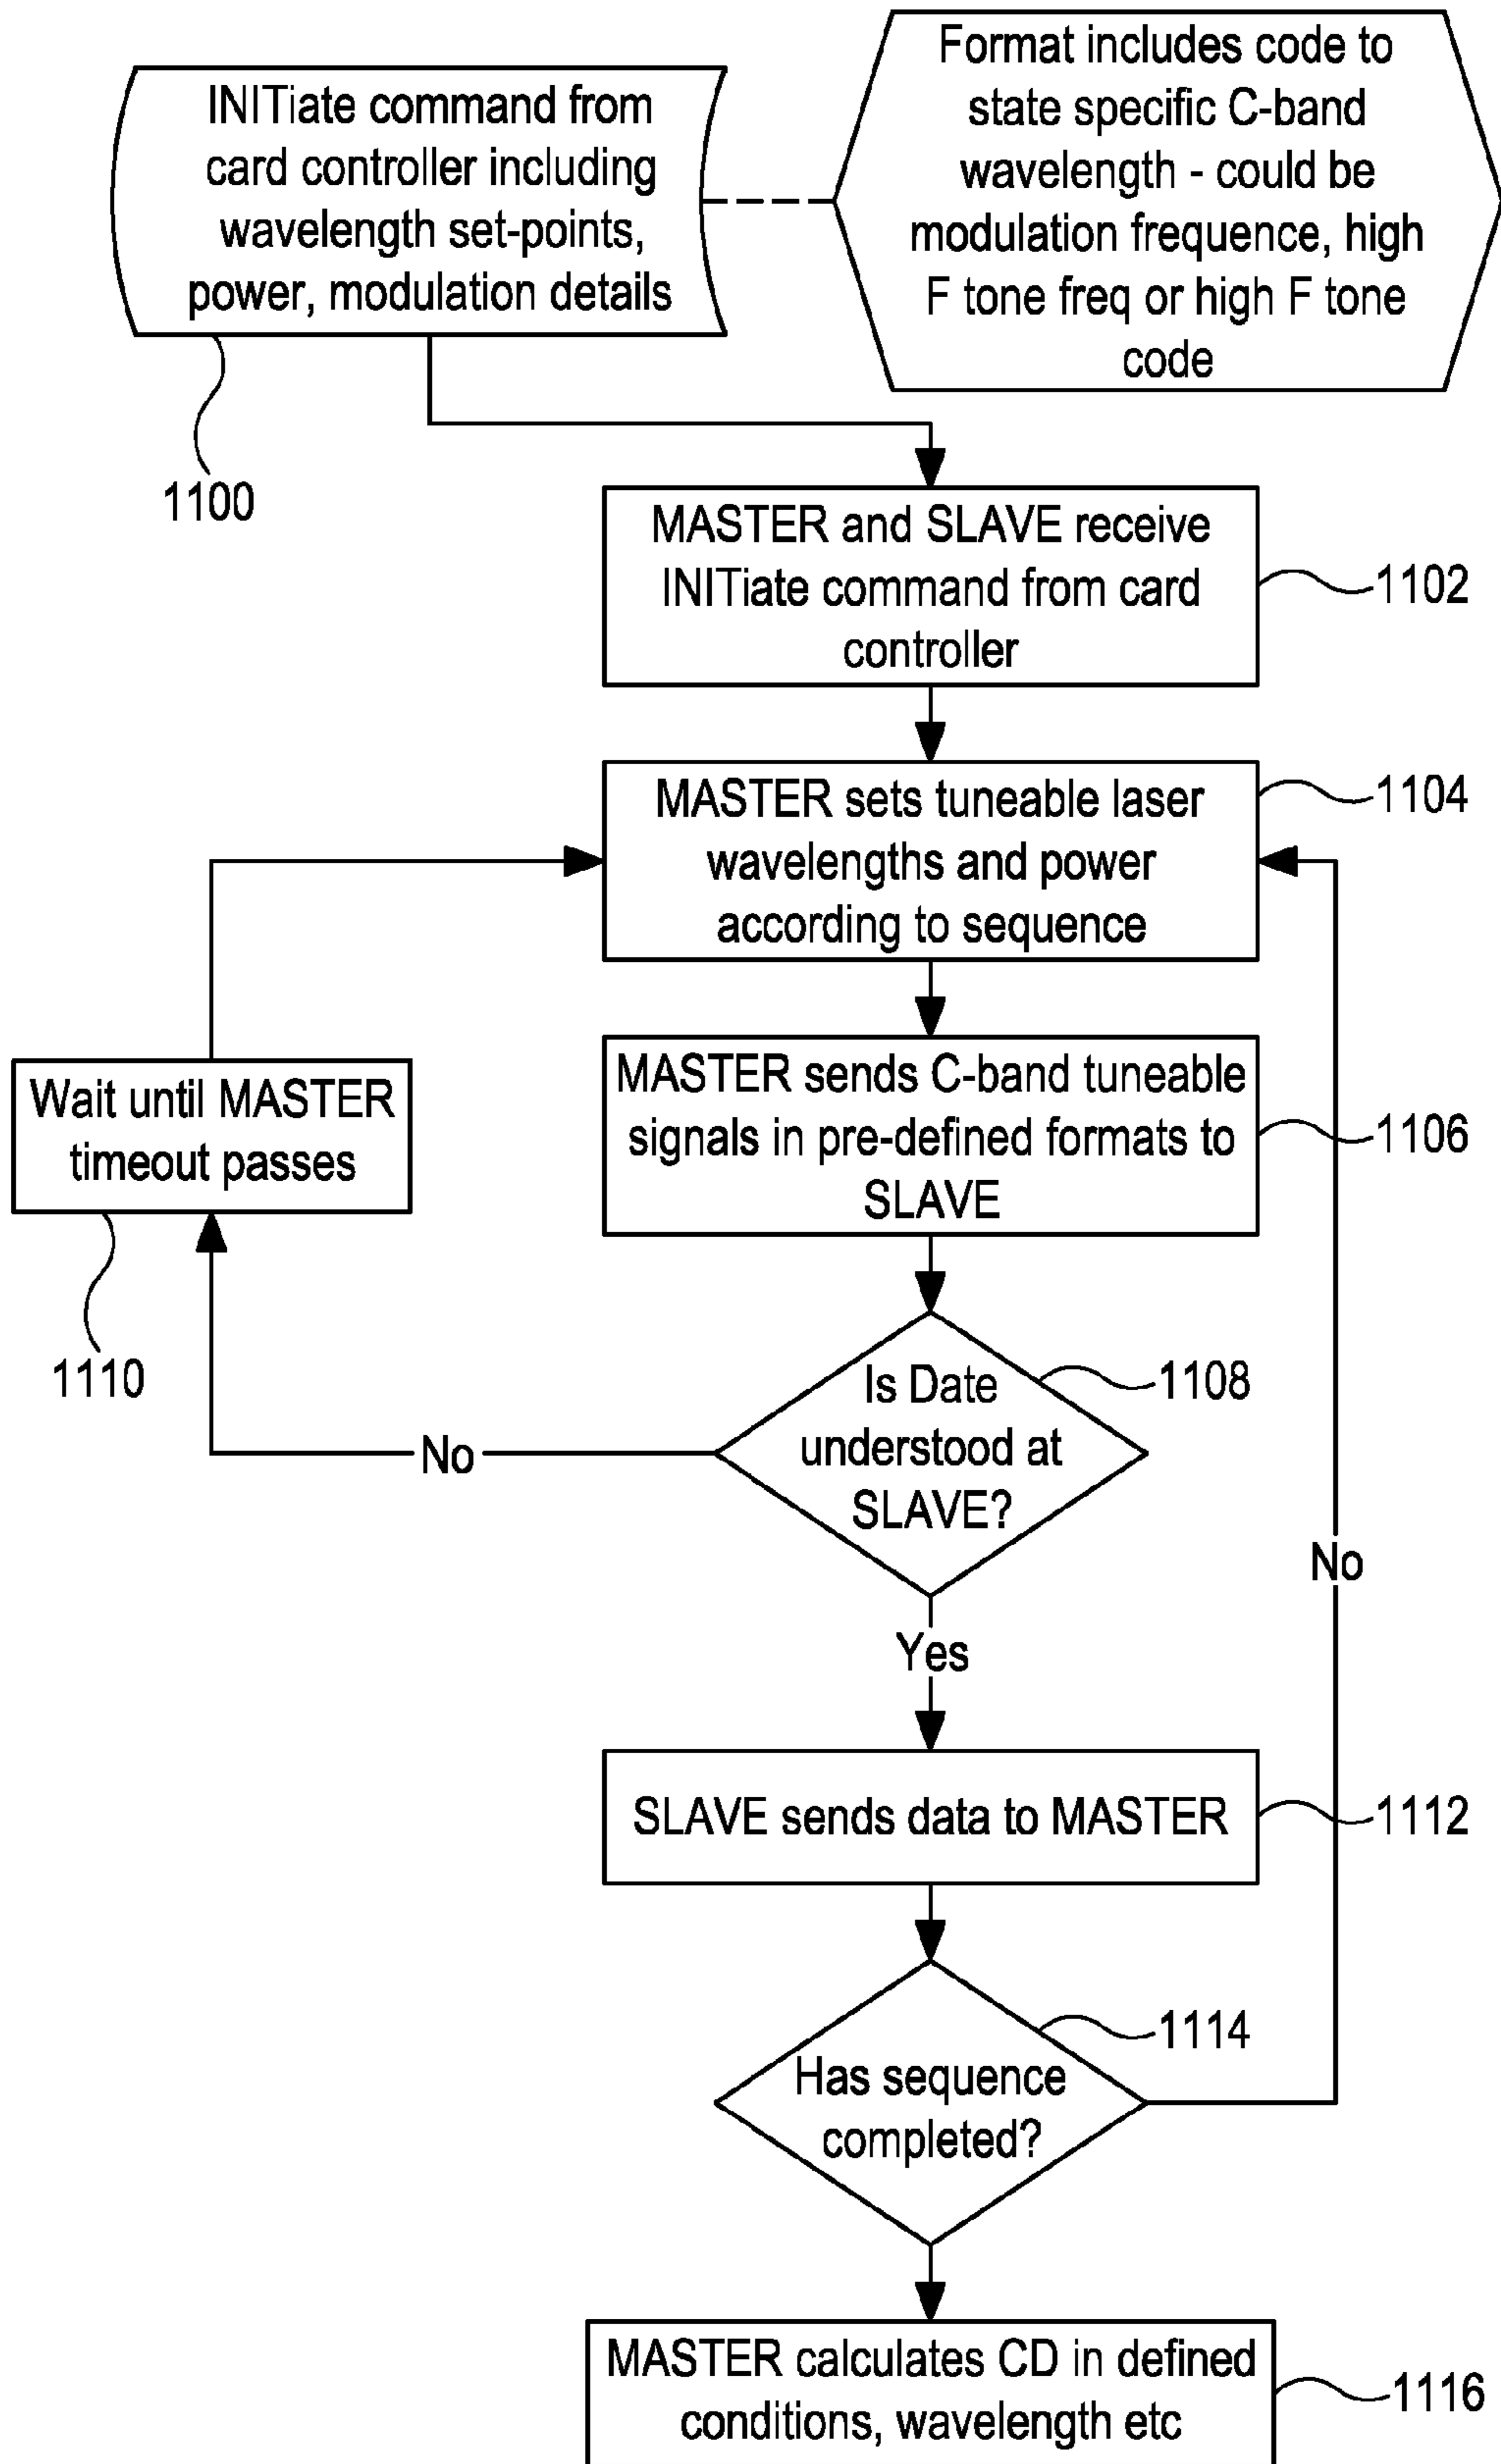 INITiate command from
card controller including
wavelength set-points,
power, modulation details
Format includes code to
state specific C-band
wavelength - could be
modulation frequence, high
F tone freq or high F tone
code
1100
MASTER and SLAVE receive
INITiate command from card
controller
1102
MASTER sets tuneable laser
wavelengths and power
according to sequence
1104
MASTER sends C-band tuneable
signals in pre-defined formats to
SLAVE
1106
Wait until MASTER
timeout passes
1110
Is Date
understood at
SLAVE?
1108
No
Yes
No
SLAVE sends data to MASTER
1112
Has sequence
completed?
1114
MASTER calculates CD in defined
conditions, wavelength etc
1116